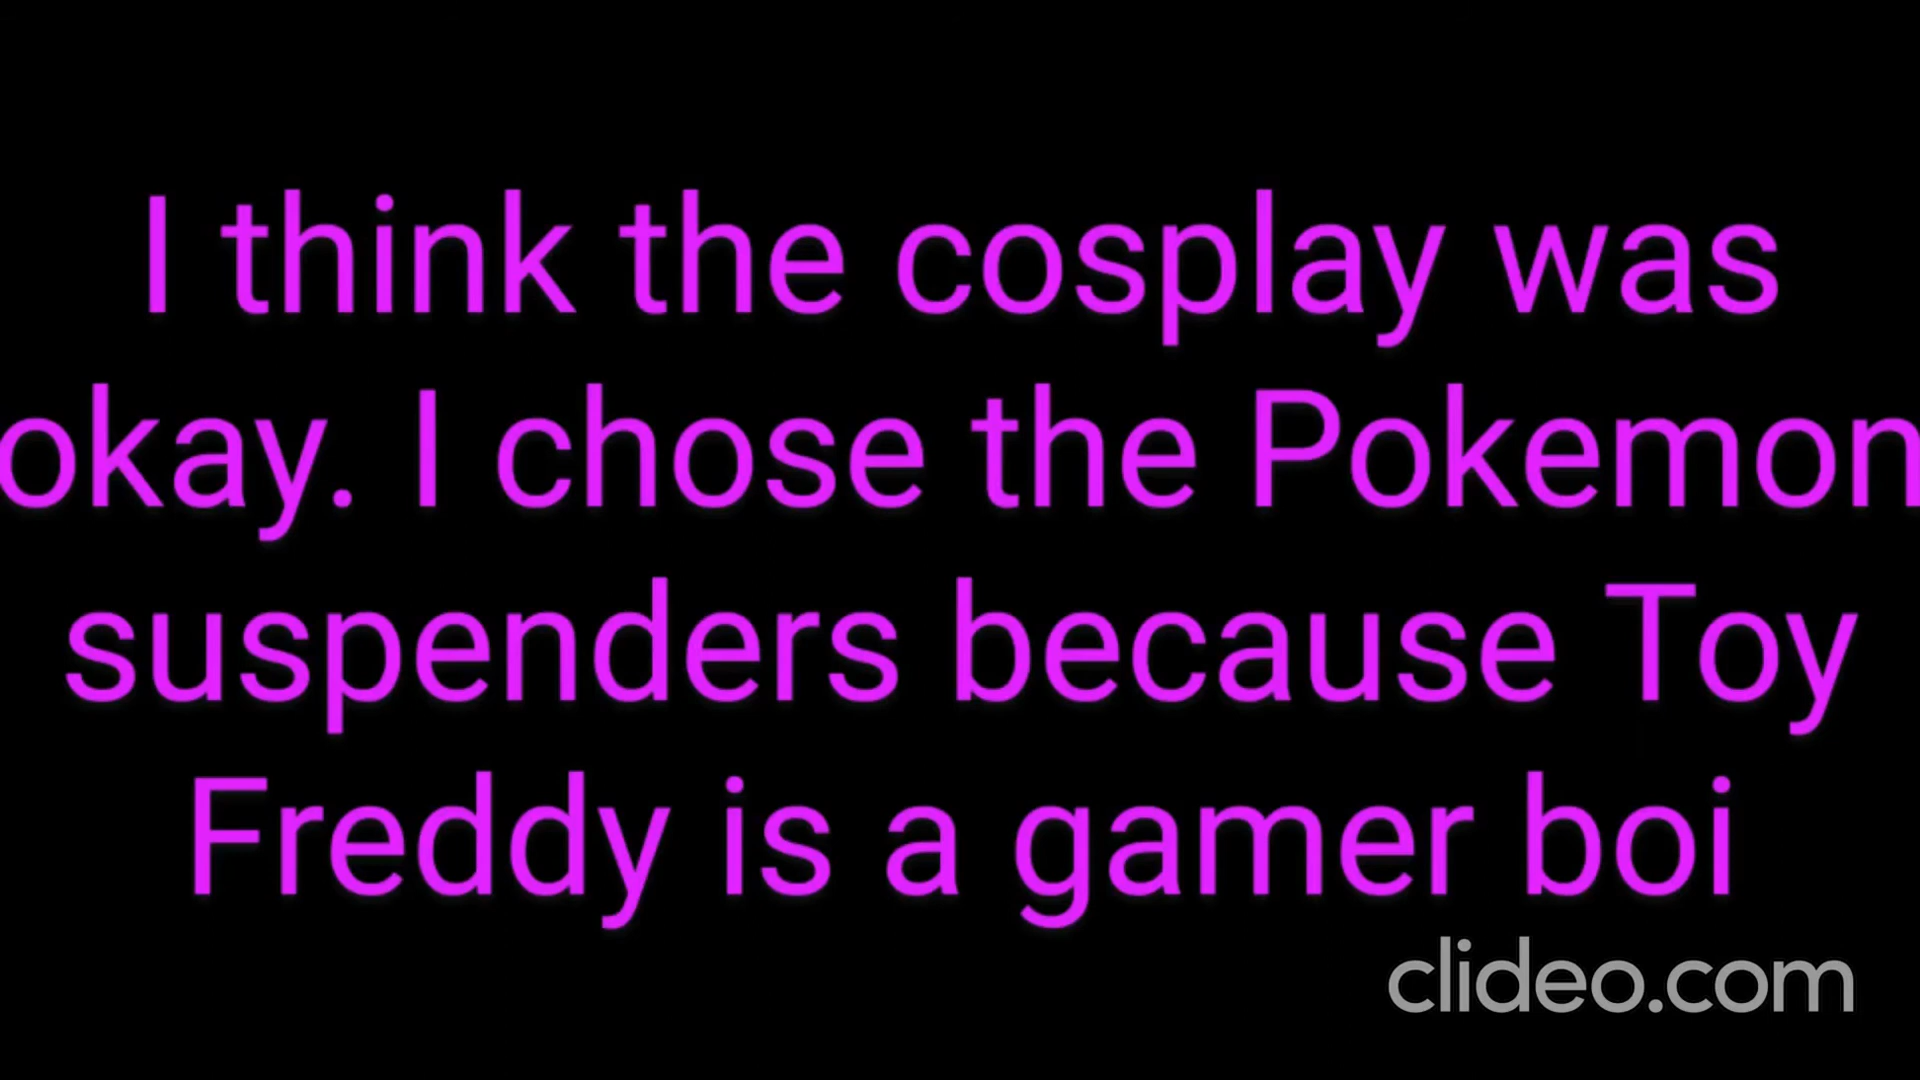 I think the cosplay was
okay. I chose the Pokemon
suspenders because Toy
Freddy is a gamer boi
clideo.com